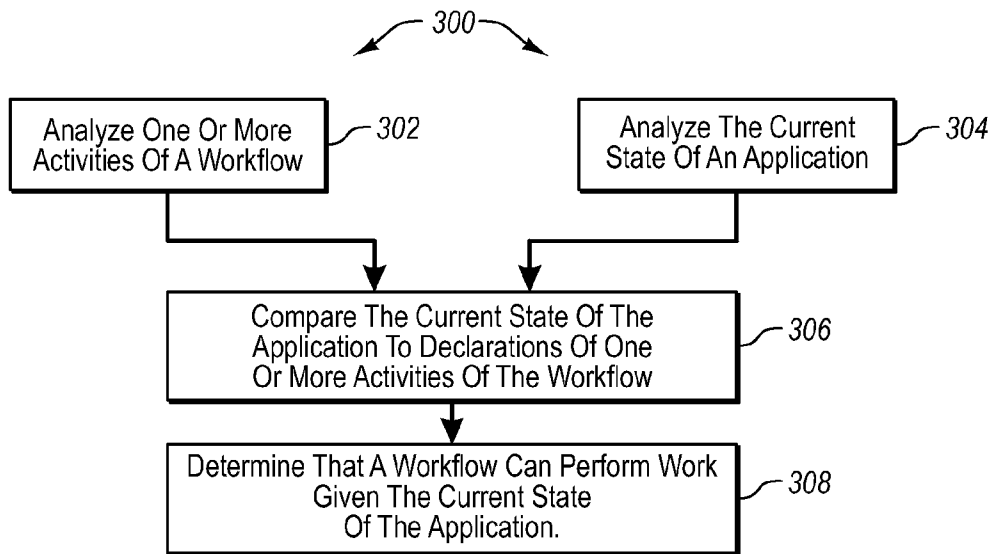 300
Analyze One Or More
Activities Of A Workflow
302
Analyze The Current
State Of An Application
304
Compare The Current State Of The
Application To Declarations Of One
Or More Activities Of The Workflow
306
Determine That A Workflow Can Perform Work
Given The Current State
Of The Application.
308